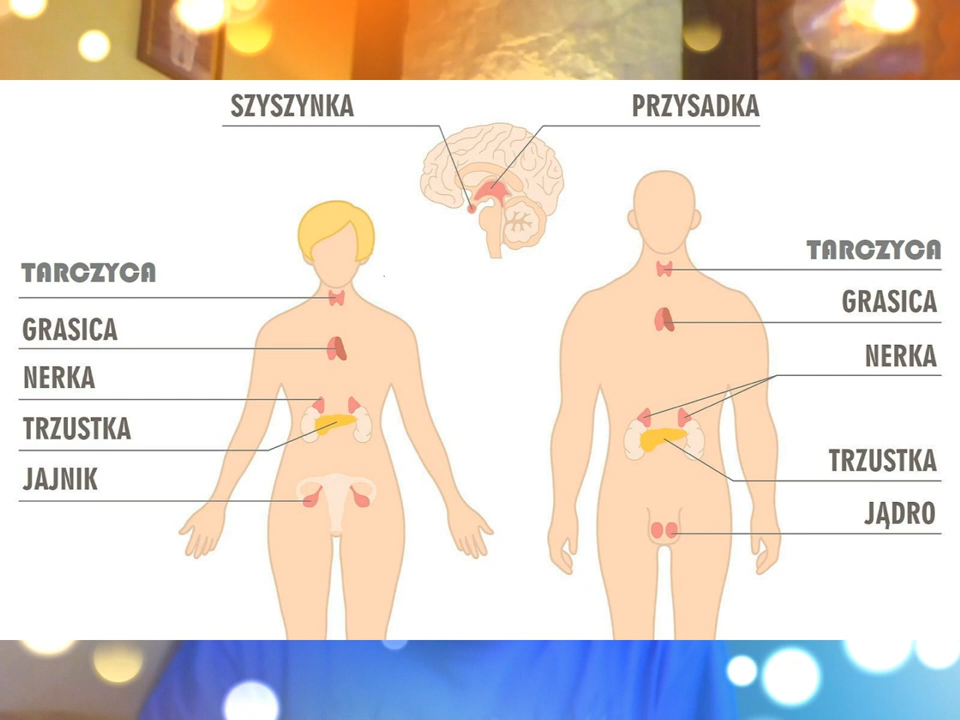 SZYSZYNKA
PRZYSADKA
TARCZYCA
GRASICA
NERKA
TRZUSTKA
JAJNIK
TARCZYCA
GRASICA
NERKA
TRZUSTKA
JĄDRO